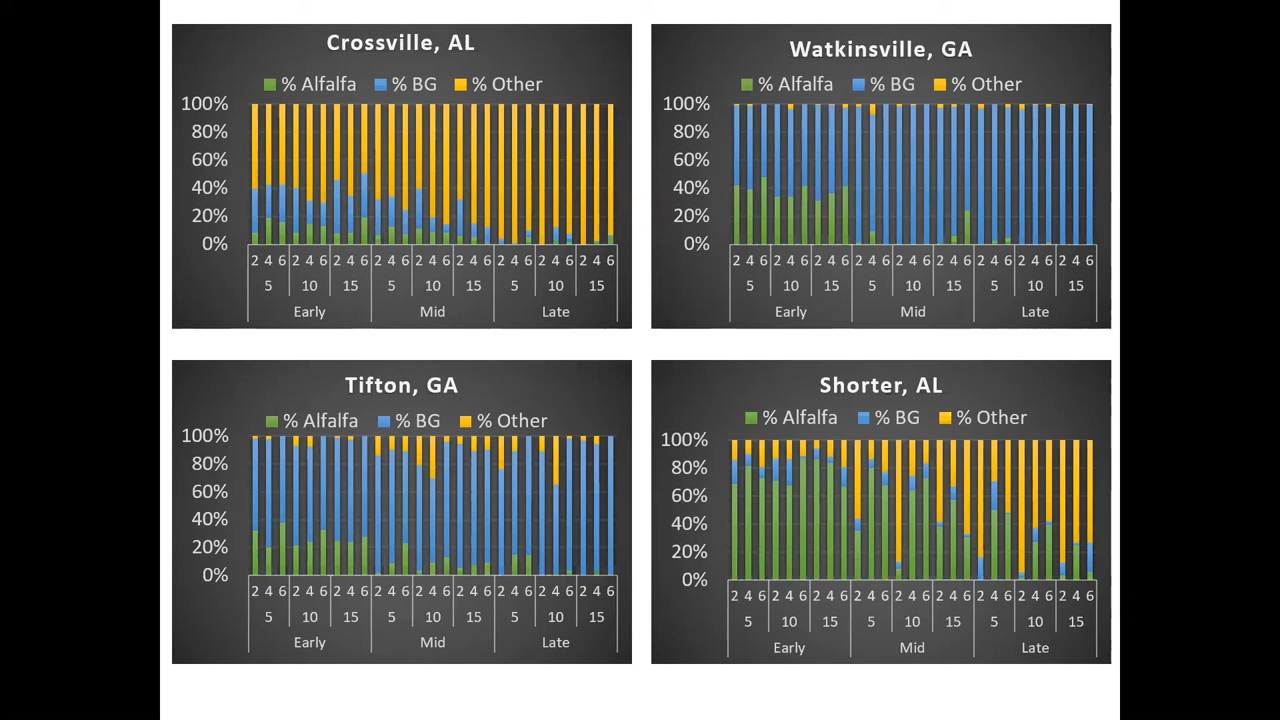 Crossville, AL
% Alfalfa % BG % Other
100%
80%
60%
40%
20%
0%
2 4 6 2 4 6 2 4 6 2 4 6 2 4 6 2 4 6 2 4 6 2 4 6 2 4 6
5 10 15 5 10 15 5 10 15
Early Mid Late
Watkinsville, GA
% Alfalfa % BG % Other
100%
80%
60%
40%
20%
0%
2 4 6 2 4 6 2 4 6 2 4 6 2 4 6 2 4 6 2 4 6 2 4 6 2 4 6
5 10 15 5 10 15 5 10 15
Early Mid Late
Tifton, GA
% Alfalfa % BG % Other
100%
80%
60%
40%
20%
0%
2 4 6 2 4 6 2 4 6 2 4 6 2 4 6 2 4 6 2 4 6 2 4 6 2 4 6
5 10 15 5 10 15 5 10 15
Early Mid Late
Shorter, AL
% Alfalfa % BG % Other
100%
80%
60%
40%
20%
0%
2 4 6 2 4 6 2 4 6 2 4 6 2 4 6 2 4 6 2 4 6 2 4 6 2 4 6
5 10 15 5 10 15 5 10 15
Early Mid Late